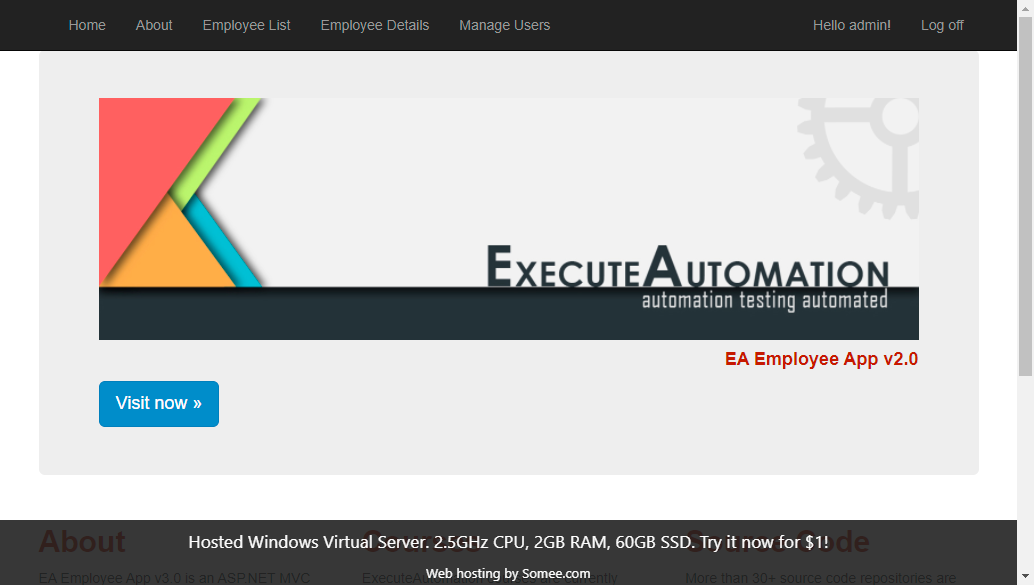 Home About Employee List Employee Details Manage Users Hello admin! Log off
EXECUTEAUTOMATION
automation testing automated
EA Employee App v2.0
Visit now »
About Courses Source Code
Hosted Windows Virtual Server. 2.5GHz CPU, 2GB RAM, 60GB SSD. Try it now for $1!
EA Employee App v3.0 is an ASP.NET MVC
More than 30+ source code repositories are
Web hosting by Somee.com